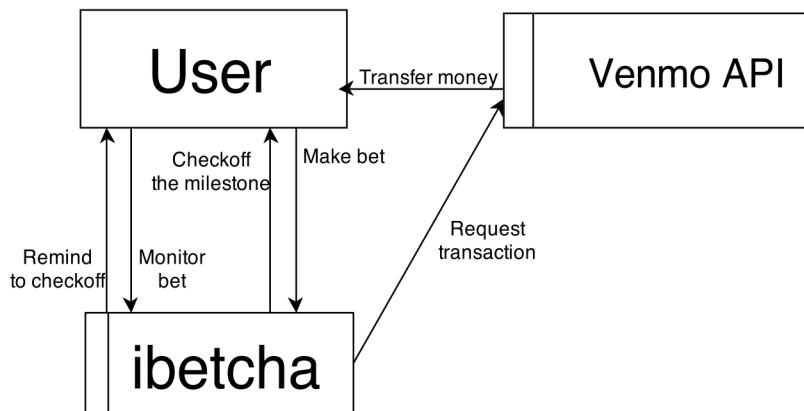 User
Venmo API
Transfer money
Checkoff
the milestone
Make bet
Request
transaction
Remind
to checkoff
Monitor
bet
ibetcha